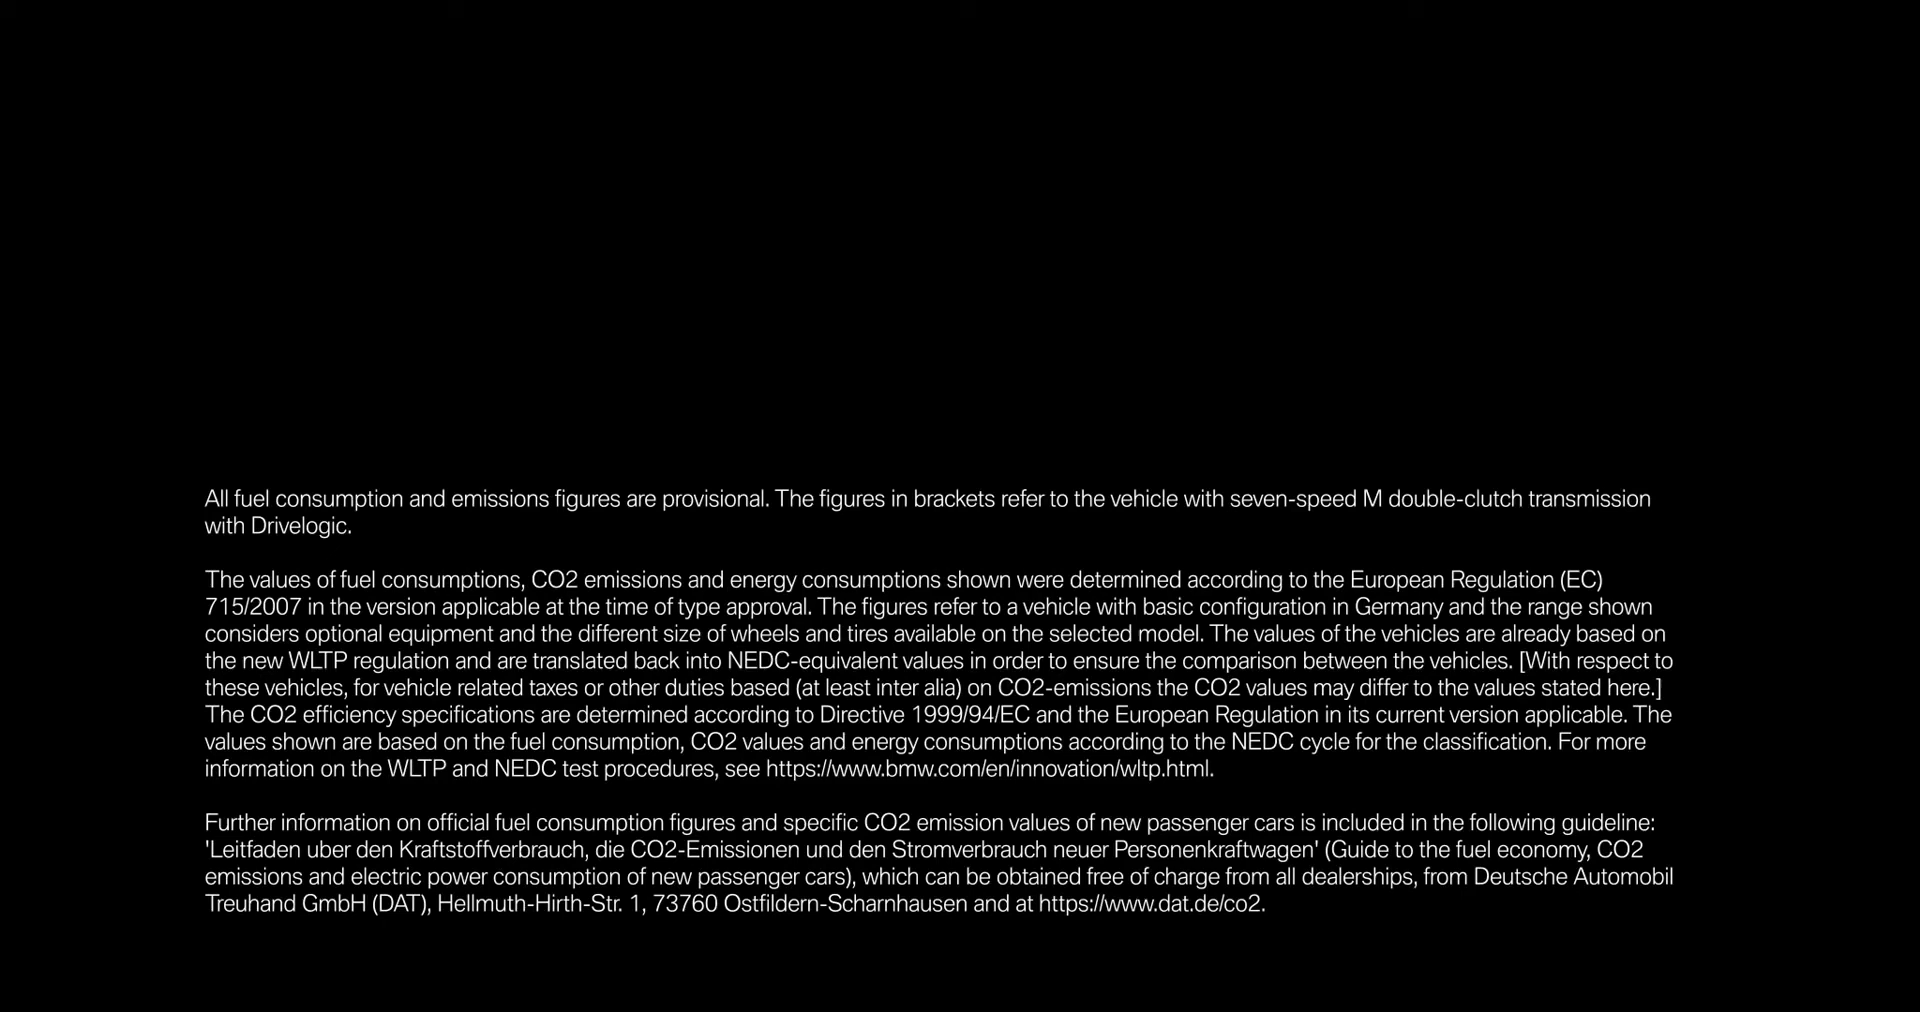 All fuel consumption and emissions figures are provisional. The figures in brackets refer to the vehicle with seven-speed M double-clutch transmission
with Drivelogic.
The values of fuel consumptions, CO2 emissions and energy consumptions shown were determined according to the European Regulation (EC)
715/2007 in the version applicable at the time of type approval. The figures refer to a vehicle with basic configuration in Germany and the range shown
considers optional equipment and the different size of wheels and tires available on the selected model. The values of the vehicles are already based on
the new WLTP regulation and are translated back into NEDC-equivalent values in order to ensure the comparison between the vehicles. [With respect to
these vehicles, for vehicle related taxes or other duties based (at least inter alia) on CO2-emissions the CO2 values may differ to the values stated here.]
The CO2 efficiency specifications are determined according to Directive 1999/94/EC and the European Regulation in its current version applicable. The
values shown are based on the fuel consumption, CO2 values and energy consumptions according to the NEDC cycle for the classification. For more
information on the WLTP and NEDC test procedures, see https://www.bmw.com/en/innovation/wltp.html.
Further information on official fuel consumption figures and specific CO2 emission values of new passenger cars is included in the following guideline:
'Leitfaden uber den Kraftstoffverbrauch, die CO2-Emissionen und den Stromverbrauch neuer Personenkraftwagen' (Guide to the fuel economy, CO2
emissions and electric power consumption of new passenger cars), which can be obtained free of charge from all dealerships, from Deutsche Automobil
Treuhand GmbH (DAT), Hellmuth-Hirth-Str. 1, 73760 Ostfildern-Scharnhausen and at https://www.dat.de/co2.